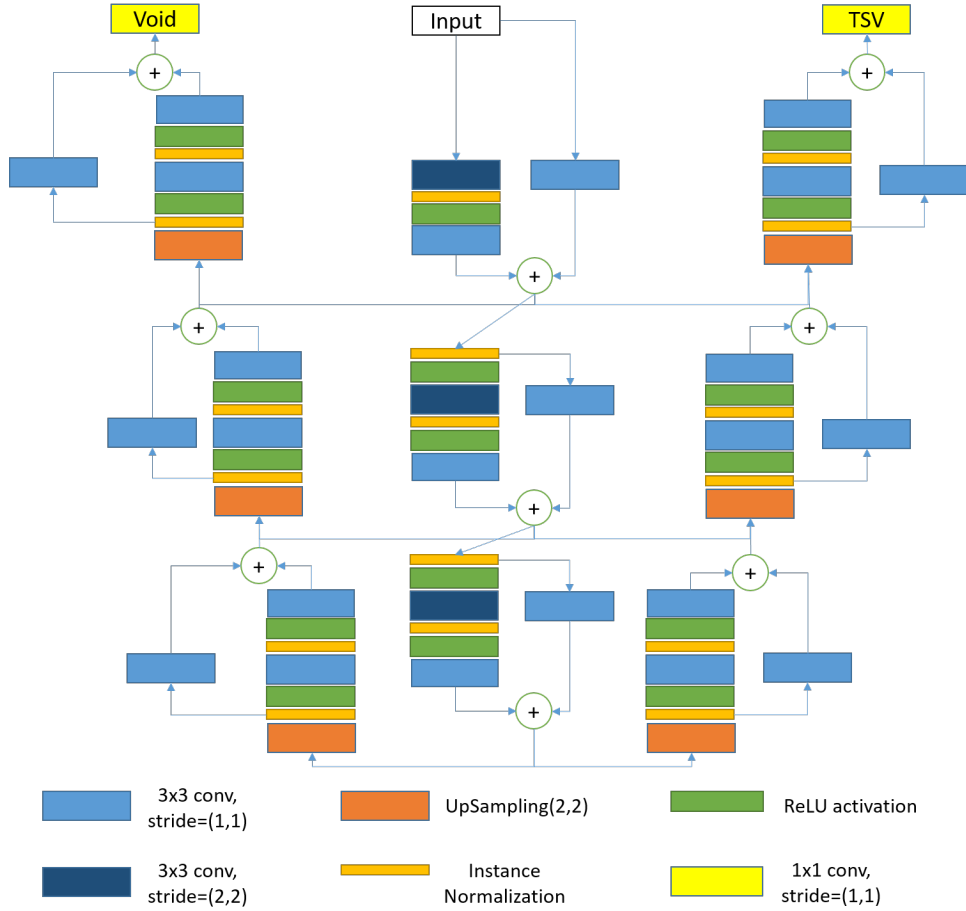 Void
Input
TSV
+
+
+
+
+
+
+
+
+
3x3 conv,
stride=(1,1)
UpSampling(2,2)
ReLU activation
3x3 conv,
stride=(2,2)
Instance
Normalization
1x1 conv,
stride=(1,1)